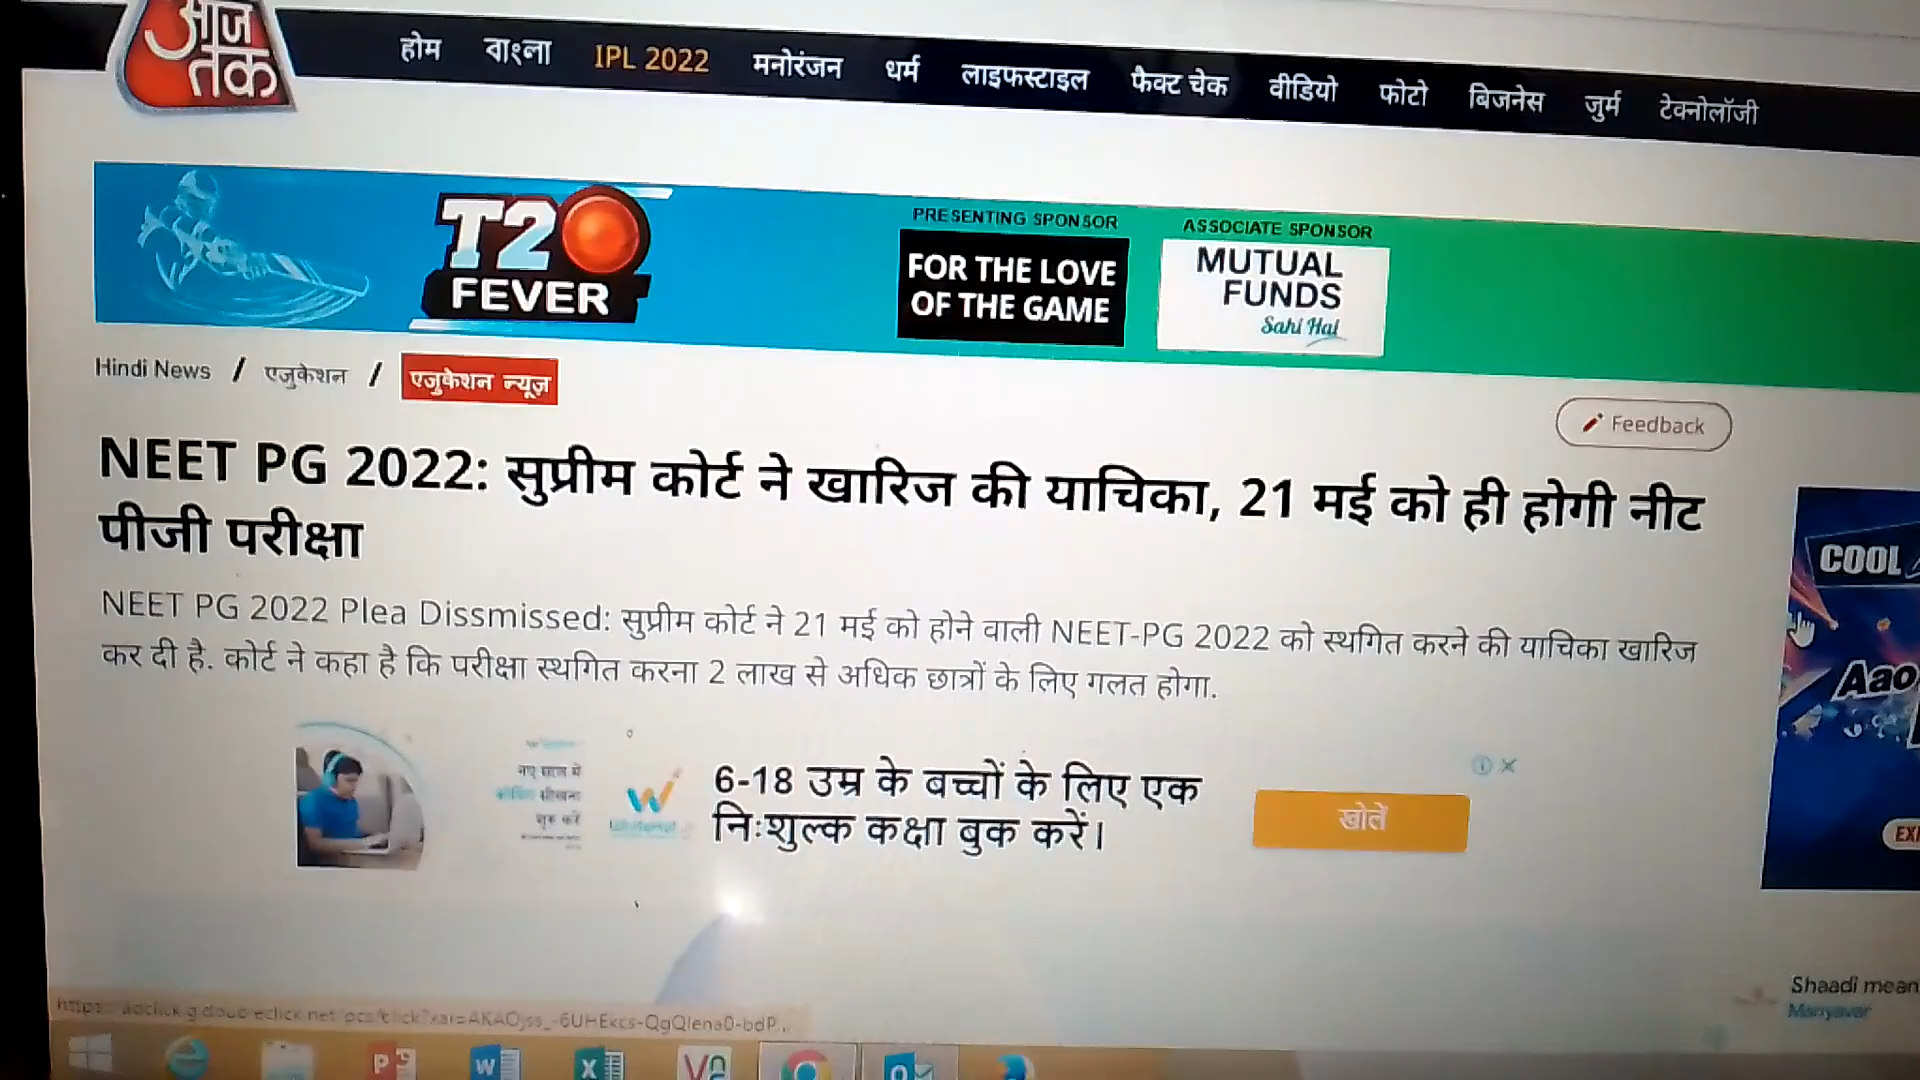 आज
तक
होम बাংলা IPL 2022 मनोरंजन धर्म लाइफस्टाइल फैक्ट चेक वीडियो फोटो बिजनेस जुर्म टेक्नोलॉजी
T20
FEVER
PRESENTING SPONSOR
FOR THE LOVE
OF THE GAME
ASSOCIATE SPONSOR
MUTUAL
FUNDS
Sahi Hai
Hindi News / एजुकेशन / एजुकेशन न्यूज़
Feedback
NEET PG 2022: सुप्रीम कोर्ट ने खारिज की याचिका, 21 मई को ही होगी नीट
पीजी परीक्षा
NEET PG 2022 Plea Dissmissed: सुप्रीम कोर्ट ने 21 मई को होने वाली NEET-PG 2022 को स्थगित करने की याचिका खारिज
कर दी है. कोर्ट ने कहा है कि परीक्षा स्थगित करना 2 लाख से अधिक छात्रों के लिए गलत होगा.
COOL
Aao
6-18 उम्र के बच्चों के लिए एक
निःशुल्क कक्षा बुक करें।
खोलें
Shaadi mean
Manyavar